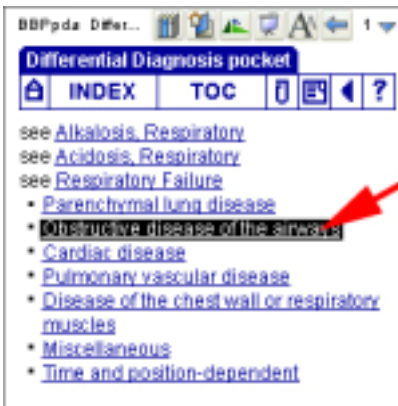 BBPpda Differ... 1
Differential Diagnosis pocket
INDEX TOC ?
see Alkalosis, Respiratory
see Acidosis, Respiratory
see Respiratory Failure
• Parenchymal lung disease
• Obstructive disease of the airways
• Cardiac disease
• Pulmonary vascular disease
• Disease of the chest wall or respiratory
muscles
• Miscellaneous
• Time and position-dependent